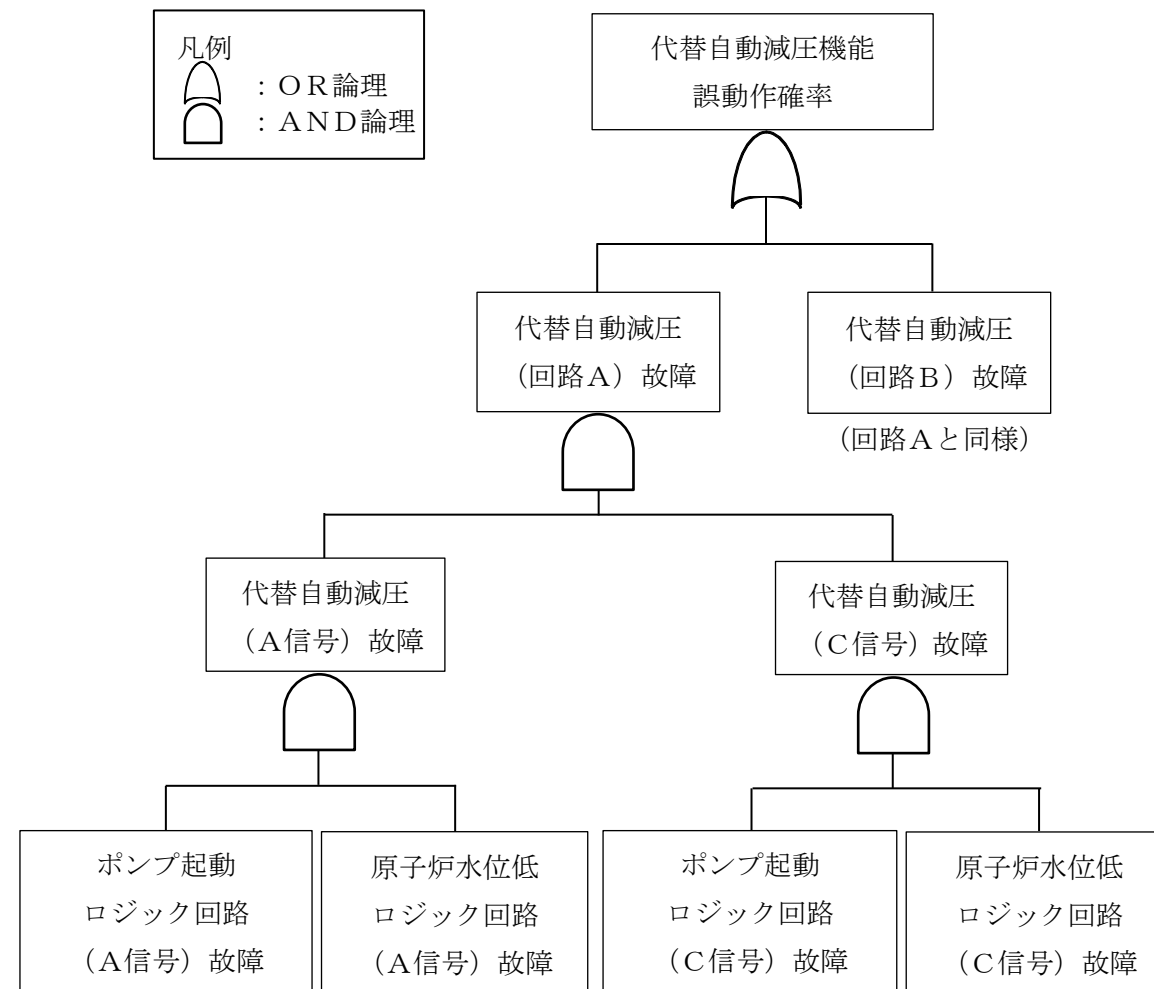 凡例
：ＯＲ論理
：ＡＮＤ論理
代替自動減圧機能
誤動作確率
代替自動減圧
（回路Ａ）故障
代替自動減圧
（回路Ｂ）故障
（回路Ａと同様）
代替自動減圧
（Ａ信号）故障
代替自動減圧
（Ｃ信号）故障
ポンプ起動
ロジック回路
（Ａ信号）故障
原子炉水位低
ロジック回路
（Ａ信号）故障
ポンプ起動
ロジック回路
（Ｃ信号）故障
原子炉水位低
ロジック回路
（Ｃ信号）故障